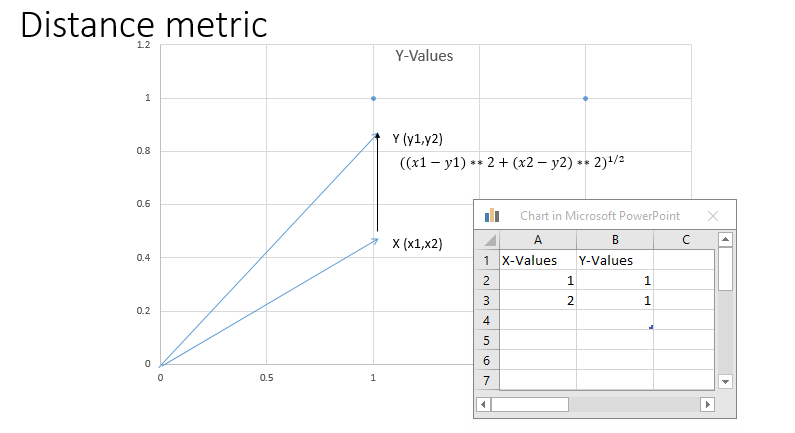 Distance metric
Y-Values
1.2
1
0.8
0.6
0.4
0.2
0
0
0.5
1
Y (y1,y2)
((x1 − y1) ** 2 + (x2 − y2) ** 2)^1/2
X (x1,x2)
Chart in Microsoft PowerPoint
A B C
1 X-Values Y-Values
2 1 1
3 2 1
4
5
6
7